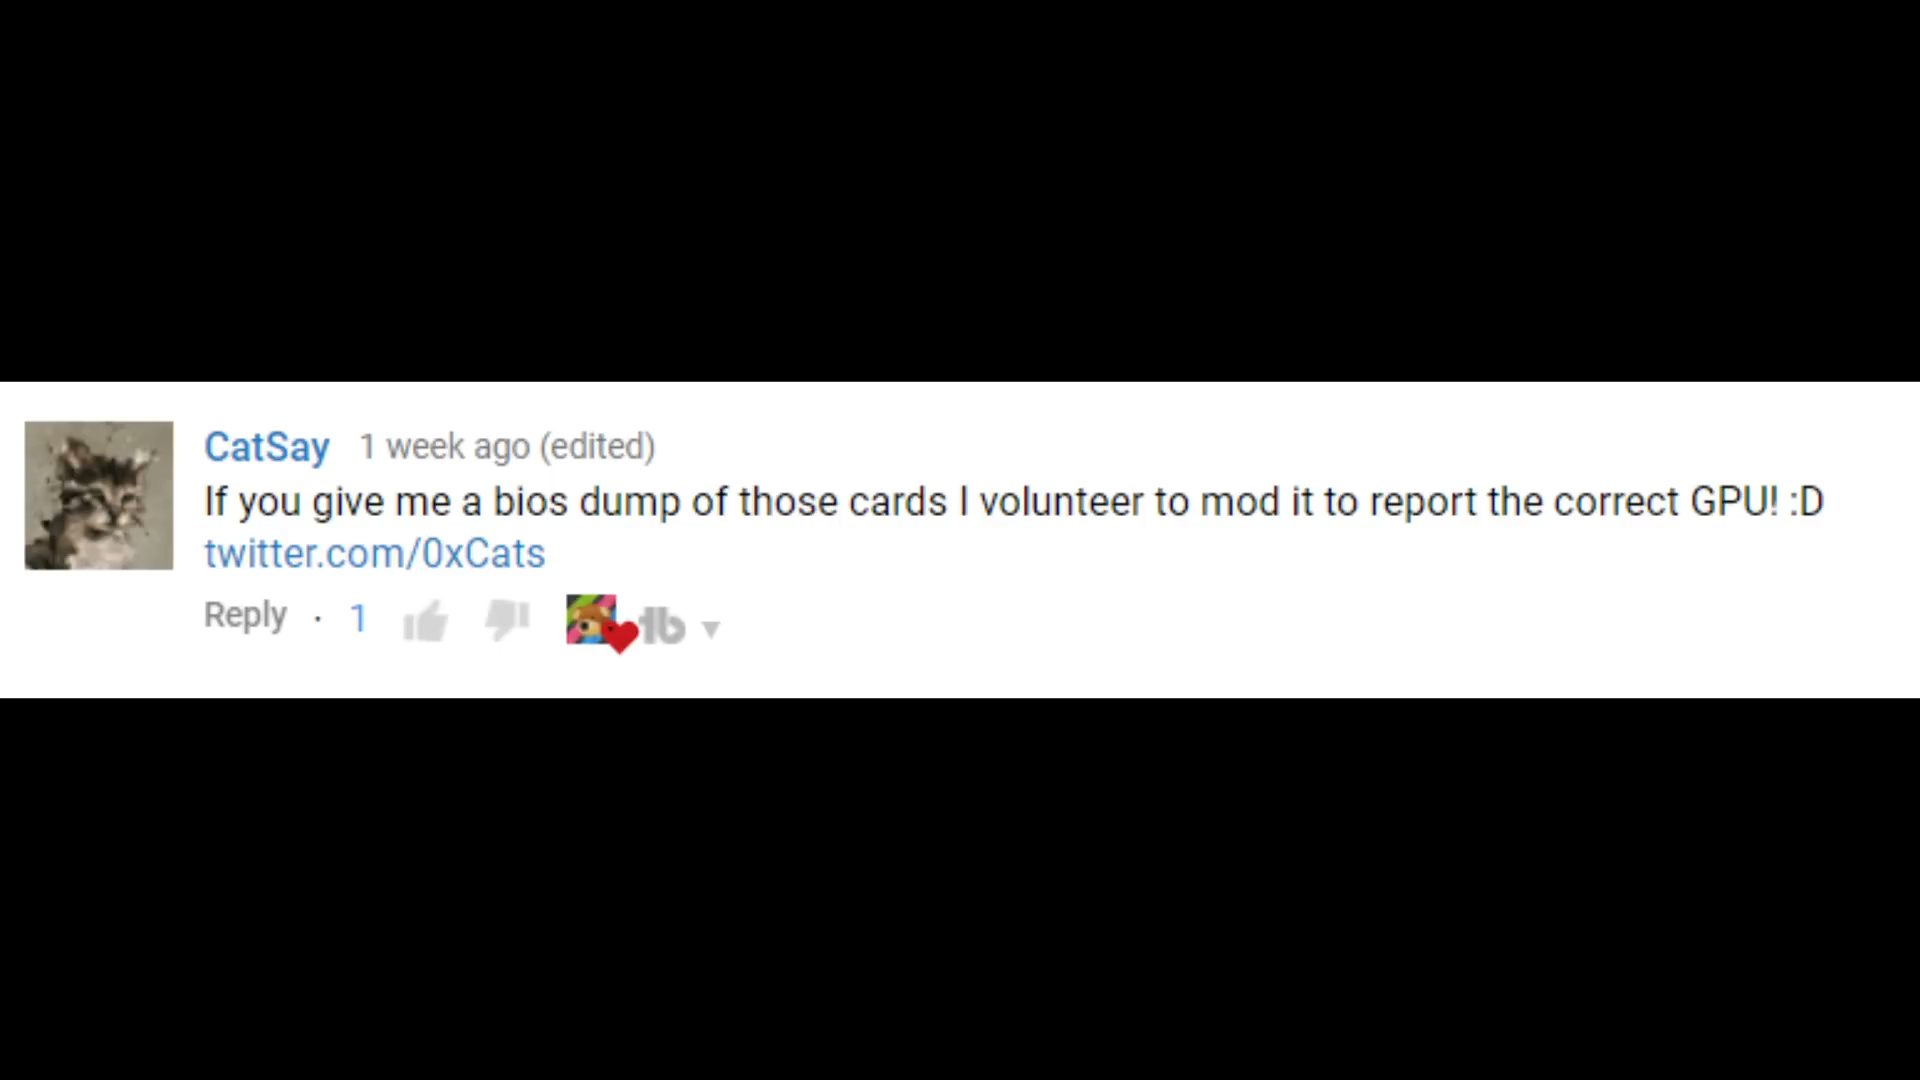 CatSay 1 week ago (edited)
If you give me a bios dump of those cards I volunteer to mod it to report the correct GPU! :D
twitter.com/0xCats
Reply · 1 tb